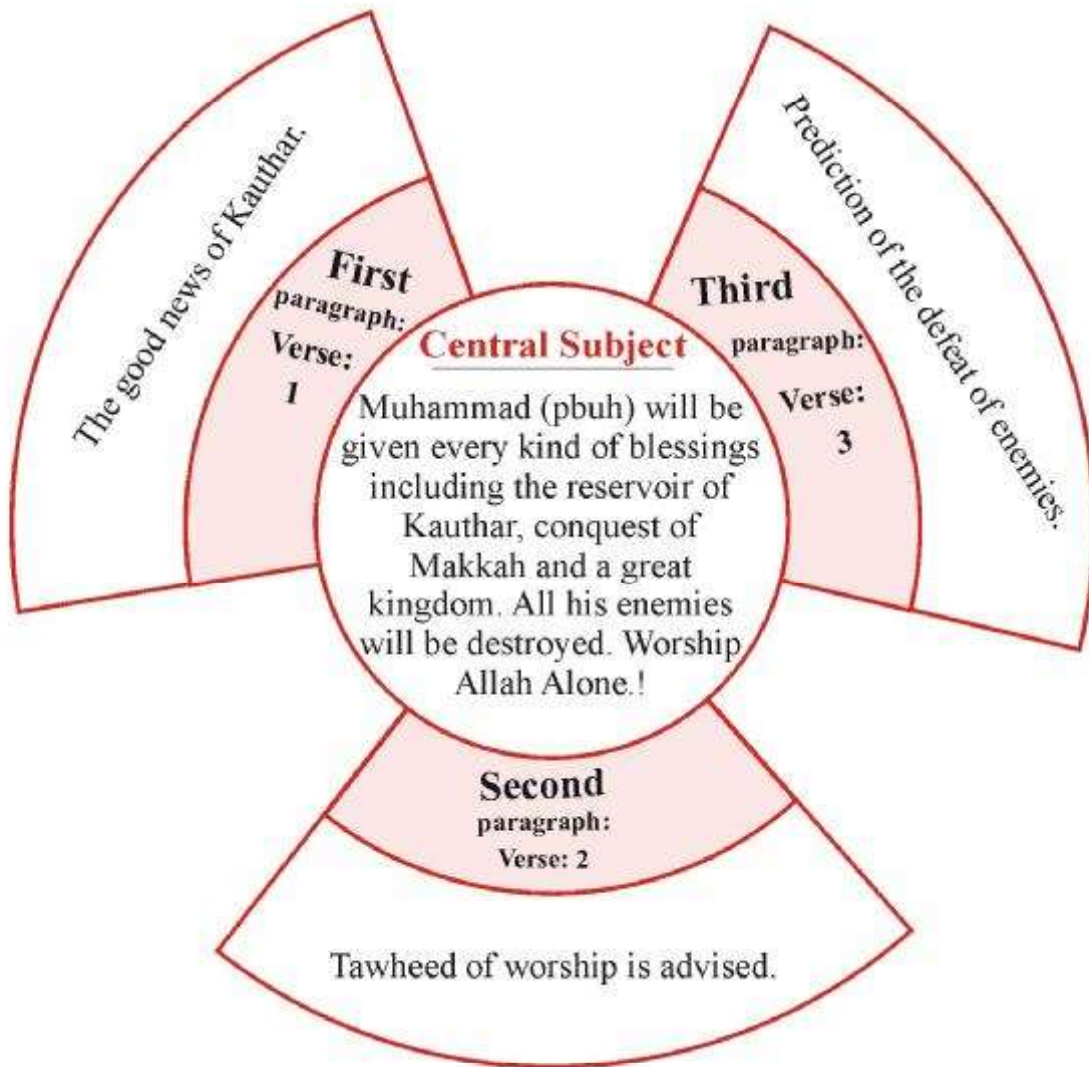 The good news of Kauthar.
First
paragraph:
Verse:
1
Prediction of the defeat of enemies.
Third
paragraph:
Verse:
3
Central Subject
Muhammad (pbuh) will be
given every kind of blessings
including the reservoir of
Kauthar, conquest of
Makkah and a great
kingdom. All his enemies
will be destroyed. Worship
Allah Alone.!
Second
paragraph:
Verse: 2
Tawheed of worship is advised.